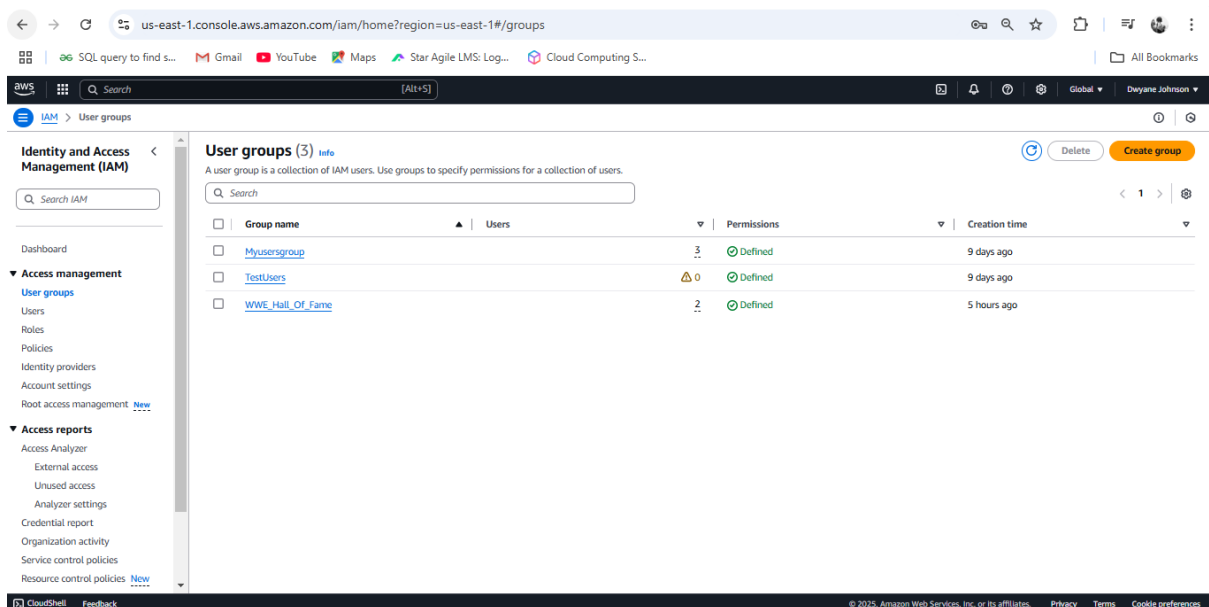 us-east-1.console.aws.amazon.com/iam/home?region=us-east-1#/groups
SQL query to find s... Gmail YouTube Maps Star Agile LMS: Log... Cloud Computing S... All Bookmarks
aws Search [Alt+S] Global Dwyane Johnson
IAM > User groups
Identity and Access Management (IAM)
Search IAM
Dashboard
Access management
User groups
Users
Roles
Policies
Identity providers
Account settings
Root access management New
Access reports
Access Analyzer
External access
Unused access
Analyzer settings
Credential report
Organization activity
Service control policies
Resource control policies New
User groups (3) Info
Delete Create group
A user group is a collection of IAM users. Use groups to specify permissions for a collection of users.
Search
1
Group name Users Permissions Creation time
Myusersgroup 3 Defined 9 days ago
TestUsers 0 Defined 9 days ago
WWE_Hall_Of_Fame 2 Defined 5 hours ago
CloudShell Feedback © 2025, Amazon Web Services, Inc. or its affiliates. Privacy Terms Cookie preferences